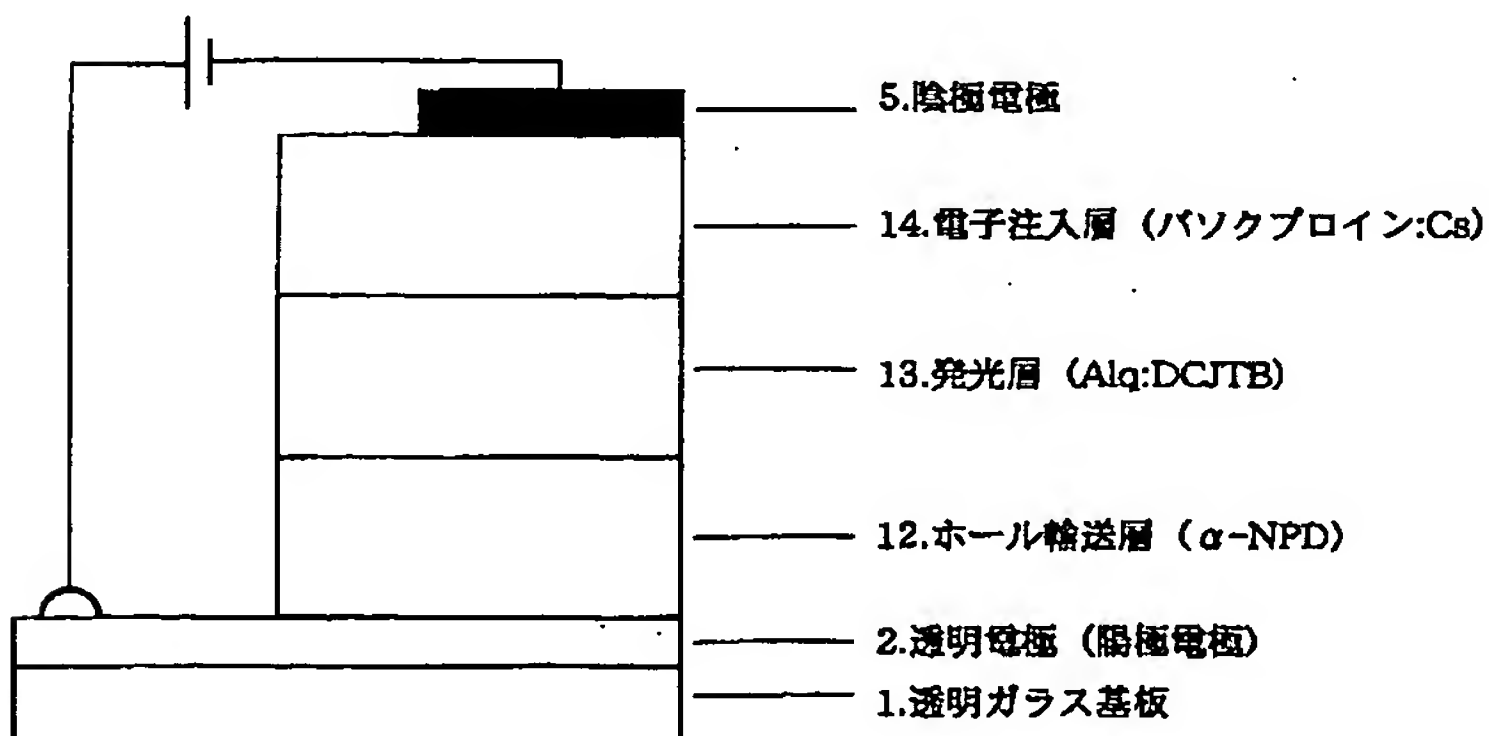 5.陰極電極
14.電子注入層（バソクプロイン:Cs）
13.発光層（Alq:DCJTB）
12.ホール輸送層（α-NPD）
2.透明電極（陽極電極）
1.透明ガラス基板